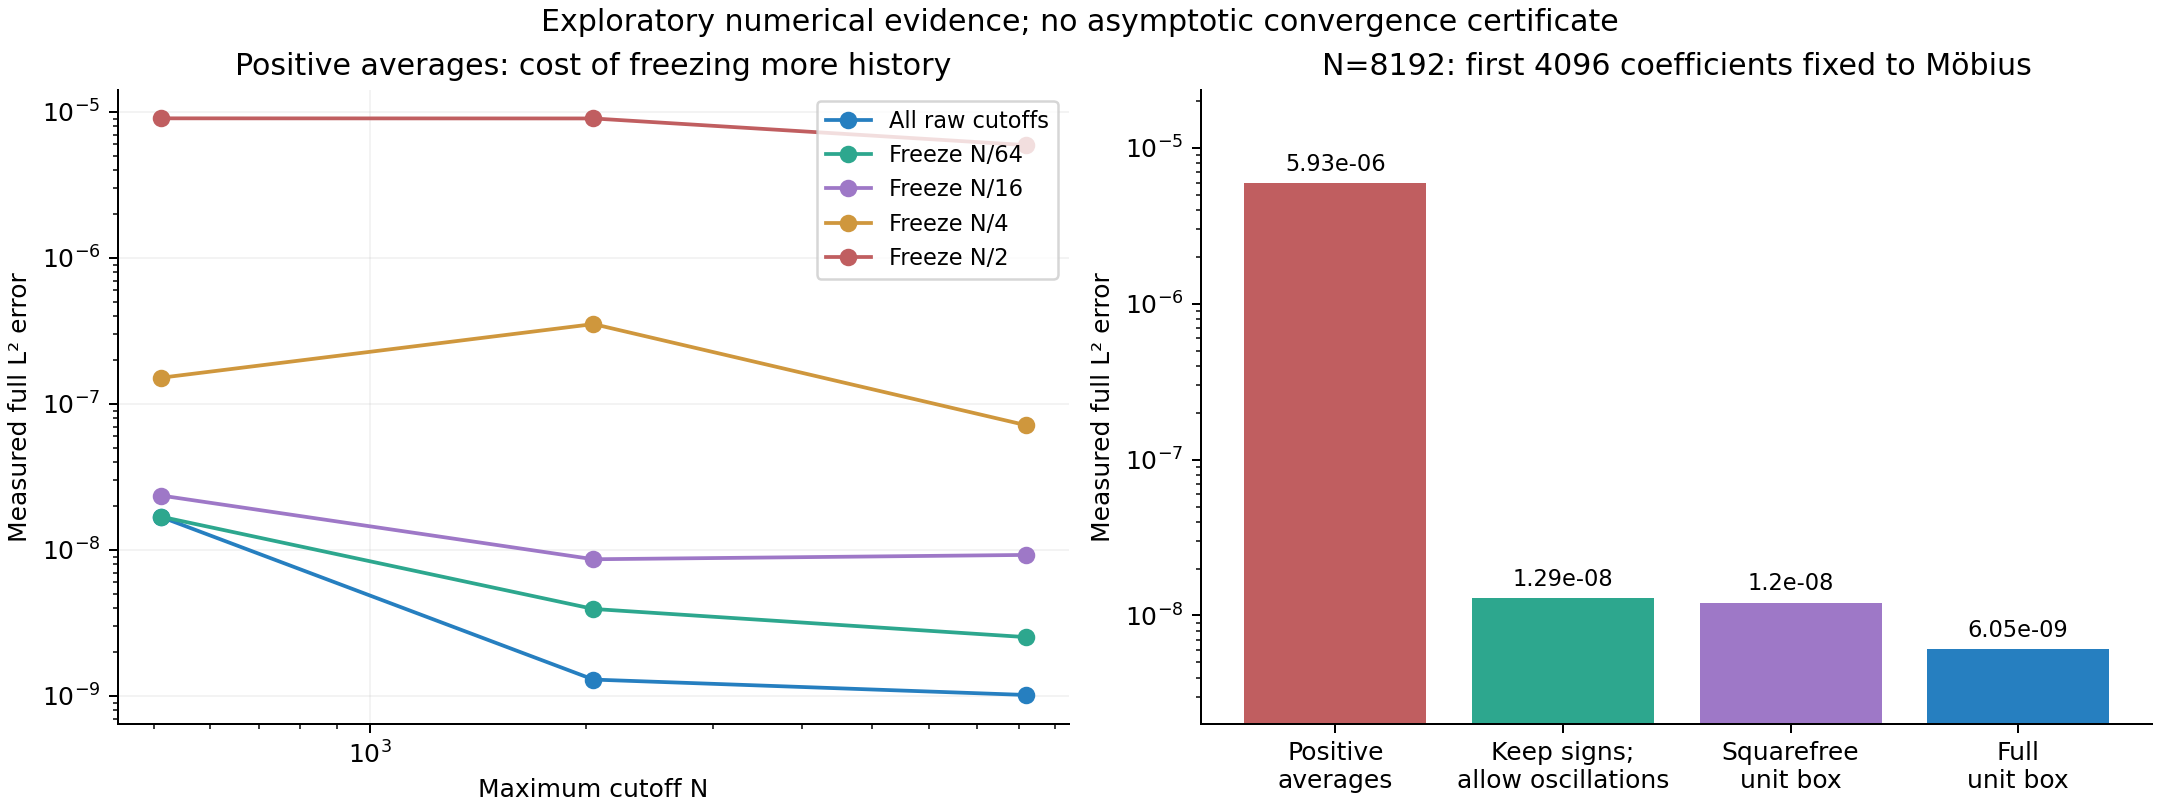 Exploratory numerical evidence; no asymptotic convergence certificate
Positive averages: cost of freezing more history
Measured full L² error
10⁻⁵
10⁻⁶
10⁻⁷
10⁻⁸
10⁻⁹
All raw cutoffs
Freeze N/64
Freeze N/16
Freeze N/4
Freeze N/2
10³
Maximum cutoff N
N=8192: first 4096 coefficients fixed to Möbius
Measured full L² error
10⁻⁵
10⁻⁶
10⁻⁷
10⁻⁸
5.93e-06
1.29e-08
1.2e-08
6.05e-09
Positive
averages
Keep signs;
allow oscillations
Squarefree
unit box
Full
unit box